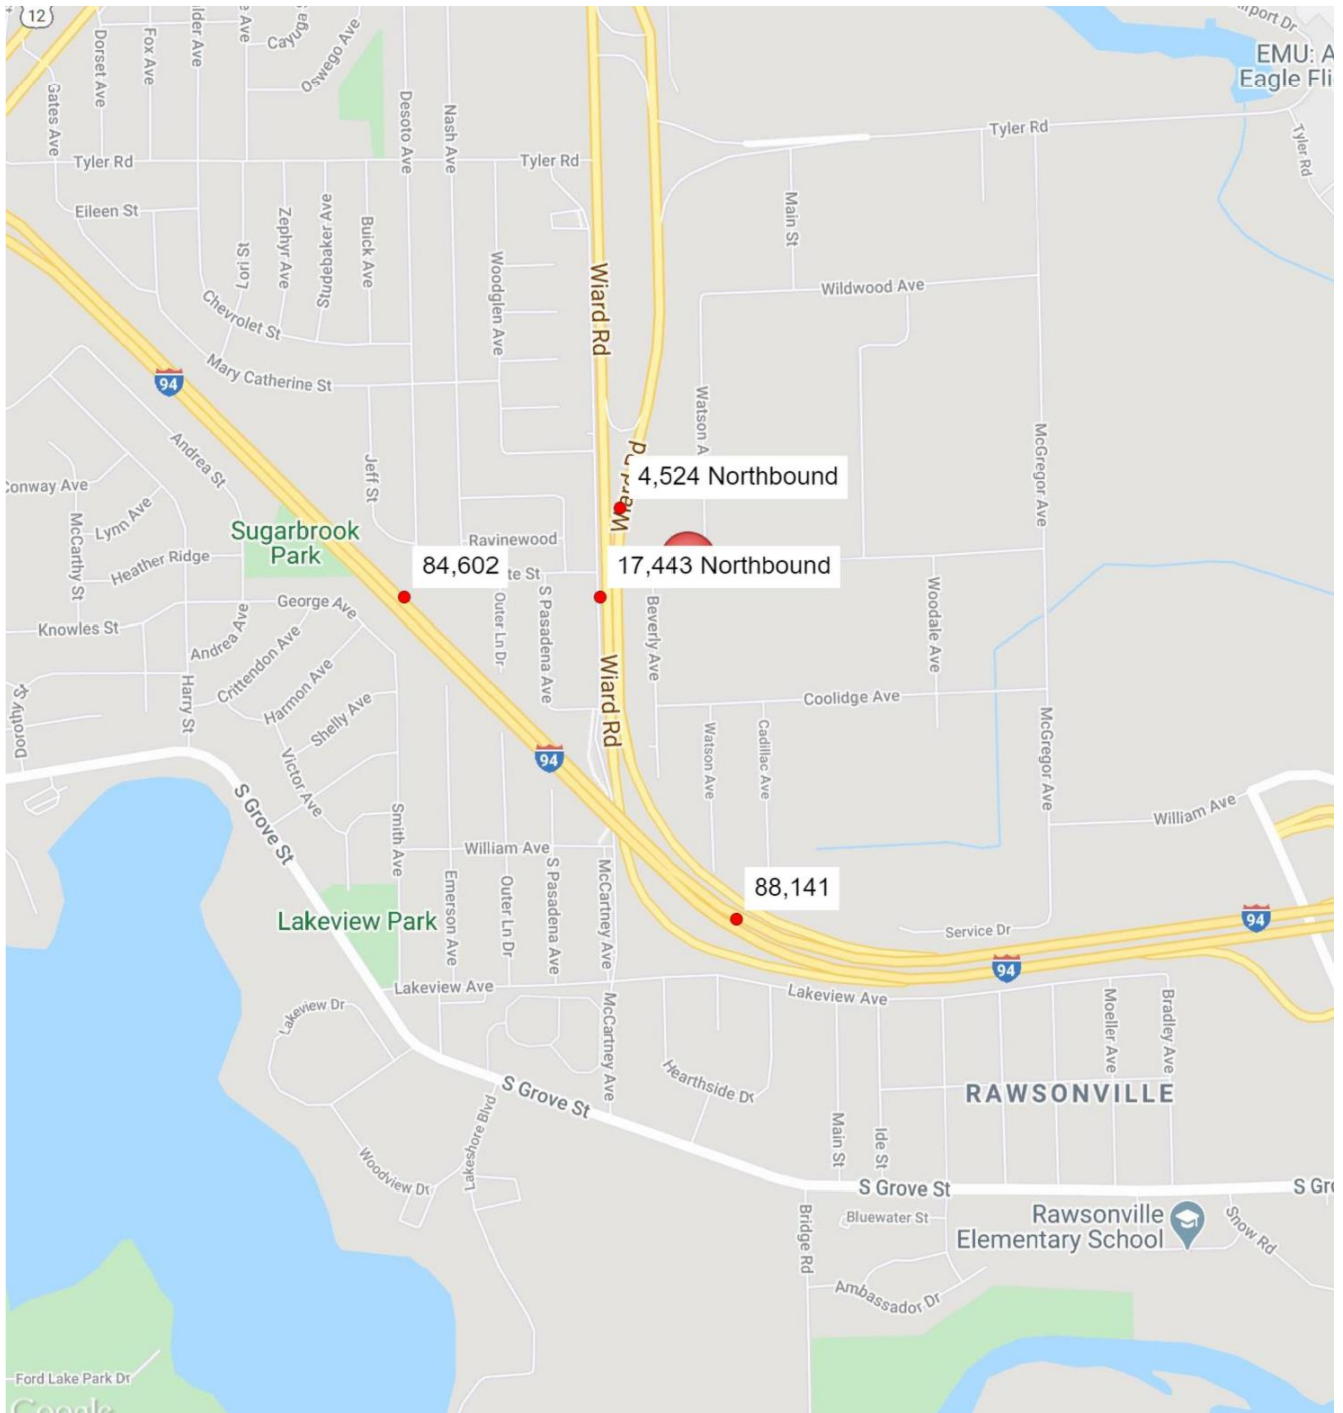 12
Dorset Ave
Fox Ave
Cayuga
Oswego Ave
Gates Ave
Desoto Ave
Nash Ave
EMU: A
Eagle Fli
Tyler Rd
Tyler Rd
Tyler Rd
Tyler Rd
Eileen St
Lori St
Zephyr Ave
Studebaker Ave
Buick Ave
Woodglen Ave
Wiard Rd
Main St
Wildwood Ave
Chevrolet St
Mary Catherine St
94
Andrea St
Jeff St
Watson A
McGregor Ave
4,524 Northbound
Conway Ave
Lynn Ave
McCarthy St
Heather Ridge
Sugarbrook
Park
Ravinewood
84,602
te St
17,443 Northbound
George Ave
Knowles St
Andrea Ave
Crittendon Ave
Harmon Ave
Shelly Ave
Harry St
Dorothy St
Victor Ave
Outer Ln Dr
S Pasadena Ave
Beverly Ave
Woodale Ave
Wiard Rd
Coolidge Ave
Watson Ave
Cadillac Ave
McGregor Ave
94
S Grove St
Smith Ave
William Ave
William Ave
88,141
Emerson Ave
Outer Ln Dr
S Pasadena Ave
McCartney Ave
Lakeview Park
Service Dr
94
94
Lakeview Ave
Lakeview Ave
Lakeview Dr
McCartney Ave
Moeller Ave
Bradley Ave
Hearthside Dr
RAWSONVILLE
S Grove St
Lakeshore Blvd
Woodview Dr
Main St
Ide St
S Grove St
S Gro
Bluewater St
Rawsonville
Elementary School
Snow Rd
Bridge Rd
Ambassador Dr
Ford Lake Park Dr
Google